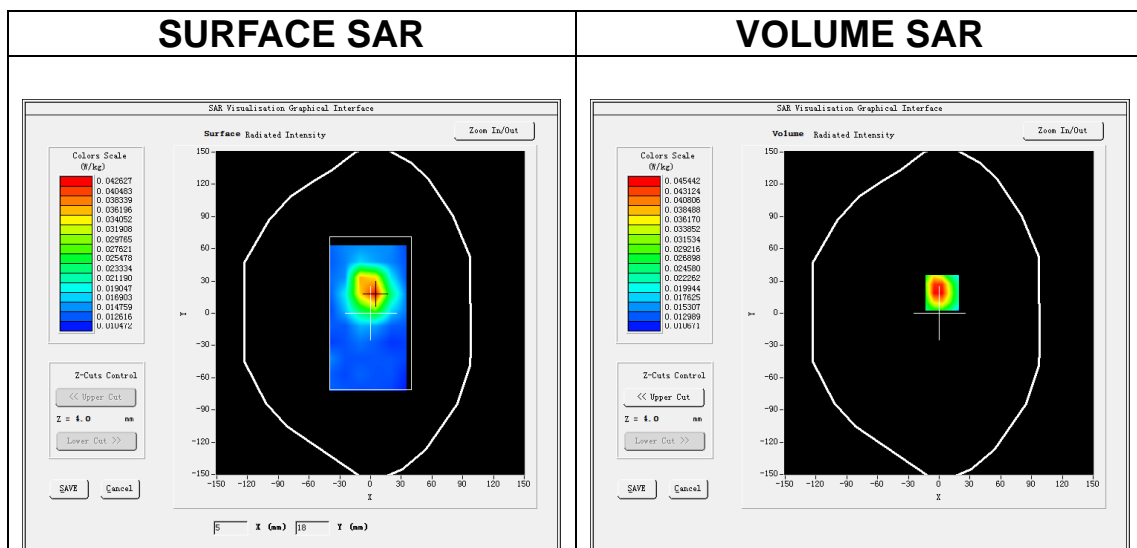 SURFACE SAR
VOLUME SAR
SAR Visualisation Graphical Interface
Surface Radiated Intensity
Zoom In/Out
Colors Scale
(W/kg)
0.042627
0.040483
0.038339
0.036196
0.034052
0.031908
0.029765
0.027621
0.025478
0.023334
0.021190
0.019047
0.016903
0.014759
0.012616
0.010472
Z-Cuts Control
<< Upper Cut
Z = 4.0 mm
Lower Cut >>
SAVE
Cancel
150
120
90
60
30
0
-30
-60
-90
-120
-150
Y
-150 -120 -90 -60 -30 0 30 60 90 120 150
X
5 X (mm) 18 Y (mm)
SAR Visualisation Graphical Interface
Volume Radiated Intensity
Zoom In/Out
Colors Scale
(W/kg)
0.045442
0.043124
0.040806
0.038488
0.036170
0.033852
0.031534
0.029216
0.026898
0.024580
0.022262
0.019944
0.017625
0.015307
0.012989
0.010671
Z-Cuts Control
<< Upper Cut
Z = 4.0 mm
Lower Cut >>
SAVE
Cancel
150
120
90
60
30
0
-30
-60
-90
-120
-150
Y
-150 -120 -90 -60 -30 0 30 60 90 120 150
X